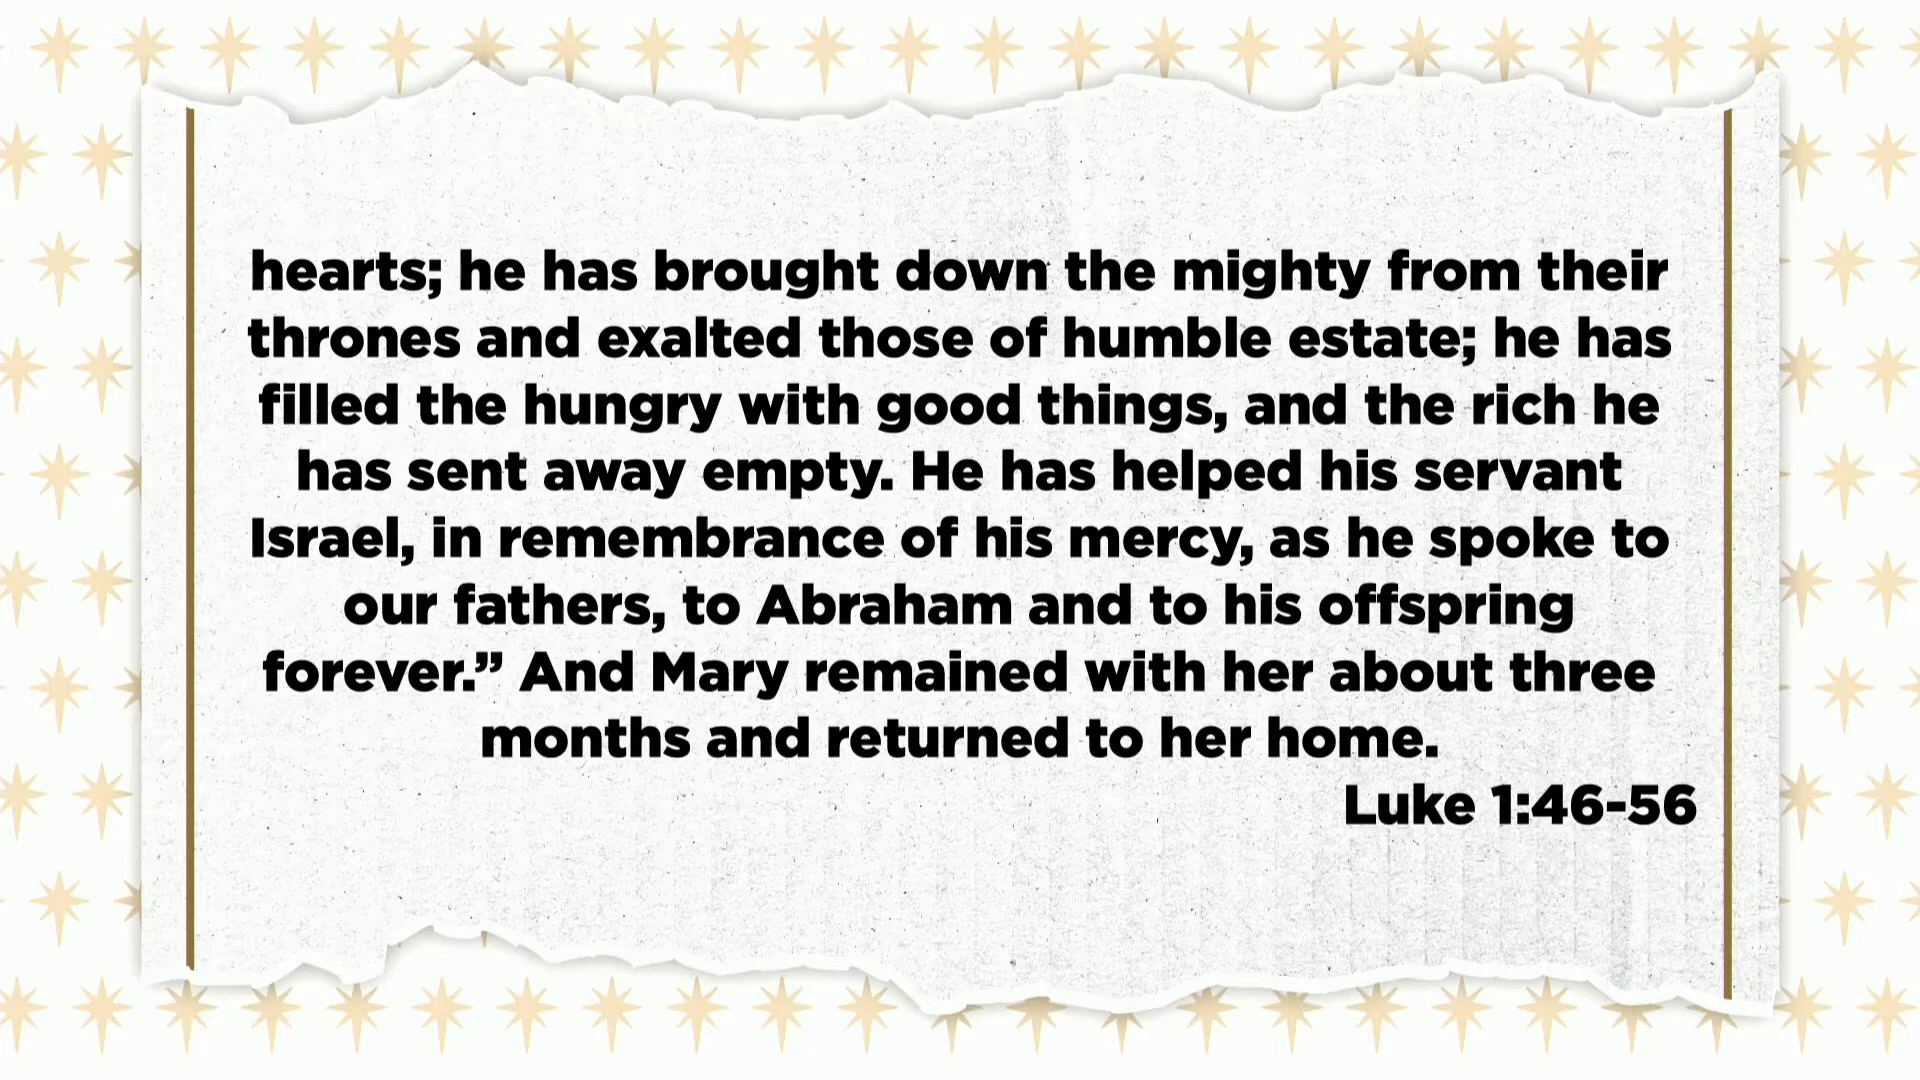 hearts; he has brought down the mighty from their
thrones and exalted those of humble estate; he has
filled the hungry with good things, and the rich he
has sent away empty. He has helped his servant
Israel, in remembrance of his mercy, as he spoke to
our fathers, to Abraham and to his offspring
forever.” And Mary remained with her about three
months and returned to her home.
Luke 1:46-56